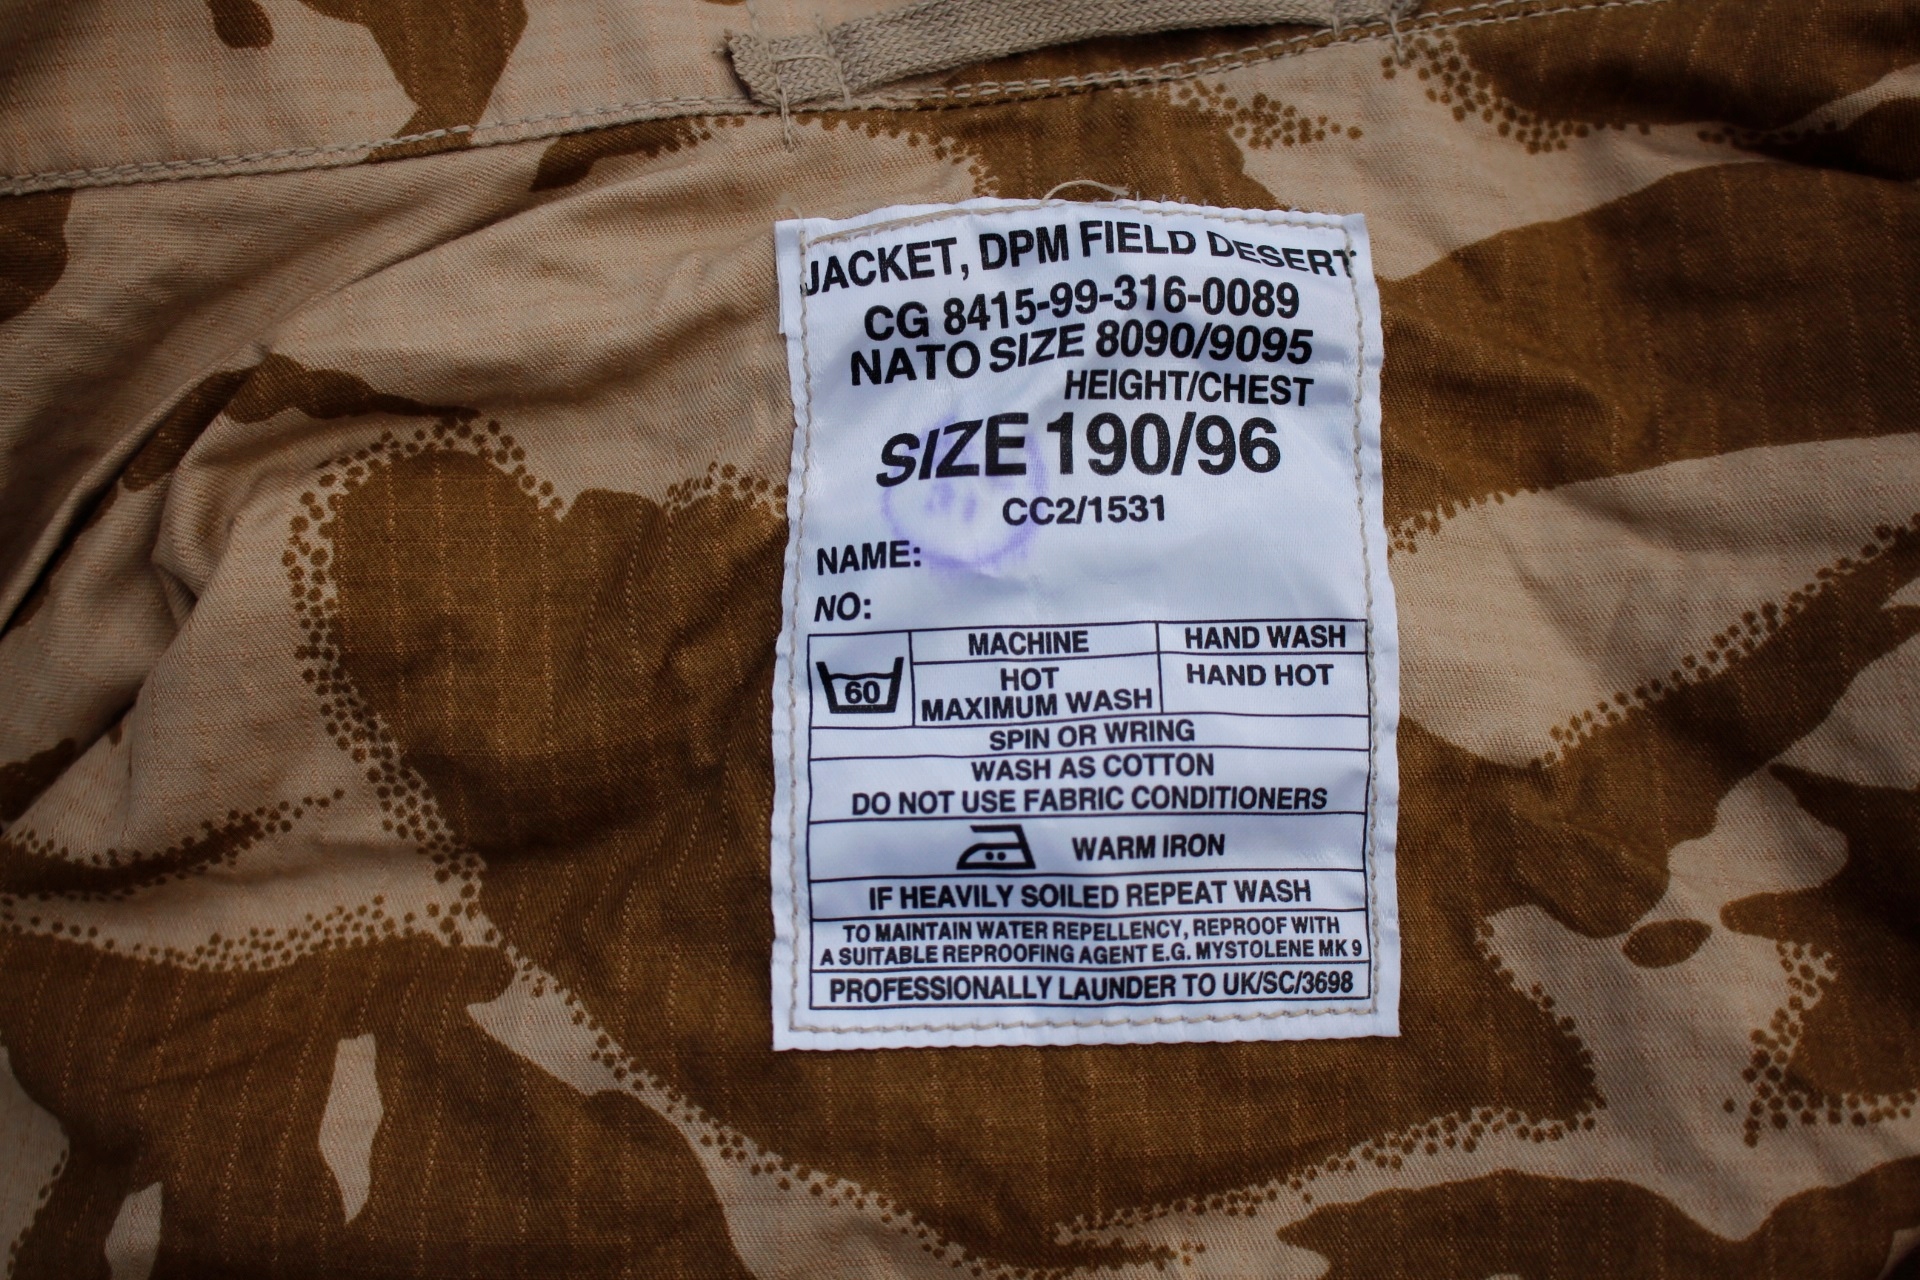 JACKET, DPM FIELD DESERT
CG 8415-99-316-0089
NATO SIZE 8090/9095
HEIGHT/CHEST
SIZE 190/96
CC2/1531
NAME:
NO:
MACHINE HAND WASH
60 HOT HAND HOT
MAXIMUM WASH
SPIN OR WRING
WASH AS COTTON
DO NOT USE FABRIC CONDITIONERS
WARM IRON
IF HEAVILY SOILED REPEAT WASH
TO MAINTAIN WATER REPELLENCY, REPROOF WITH
A SUITABLE REPROOFING AGENT E.G. MYSTOLENE MK 9
PROFESSIONALLY LAUNDER TO UK/SC/3698